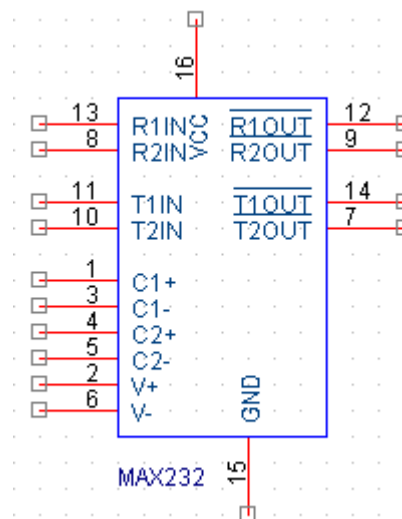 16
13 R1IN VCC R1OUT 12
8 R2IN R2OUT 9
11 T1IN T1OUT 14
10 T2IN T2OUT 7
1 C1+
3 C1-
4 C2+
5 C2-
2 V+
6 V-
GND
MAX232
15